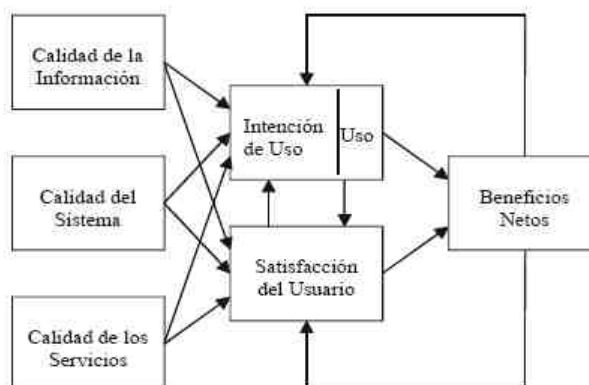 Calidad de la
Información
Intención
de Uso
Uso
Calidad del
Sistema
Beneficios
Netos
Satisfacción
del Usuario
Calidad de los
Servicios